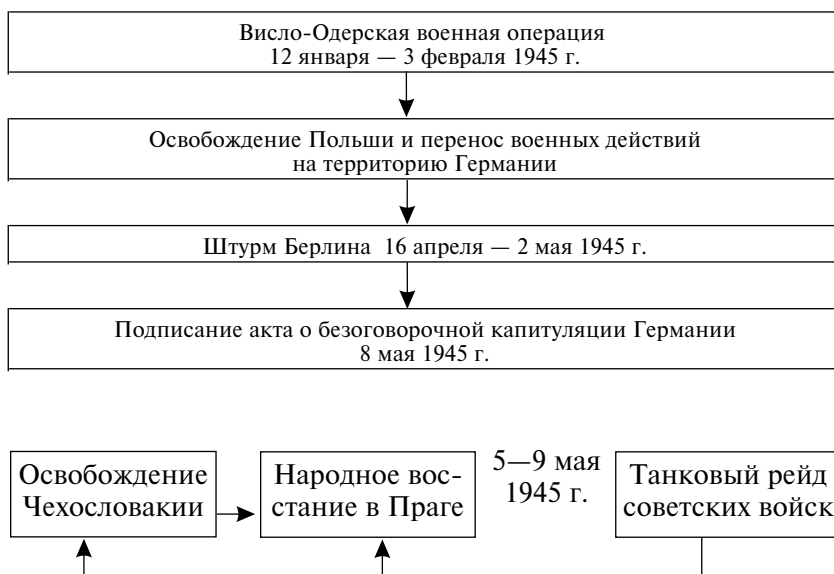 Висло-Одерская военная операция
12 января — 3 февраля 1945 г.
Освобождение Польши и перенос военных действий
на территорию Германии
Штурм Берлина 16 апреля — 2 мая 1945 г.
Подписание акта о безоговорочной капитуляции Германии
8 мая 1945 г.
Освобождение
Чехословакии
Народное вос-
стание в Праге
5—9 мая
1945 г.
Танковый рейд
советских войск